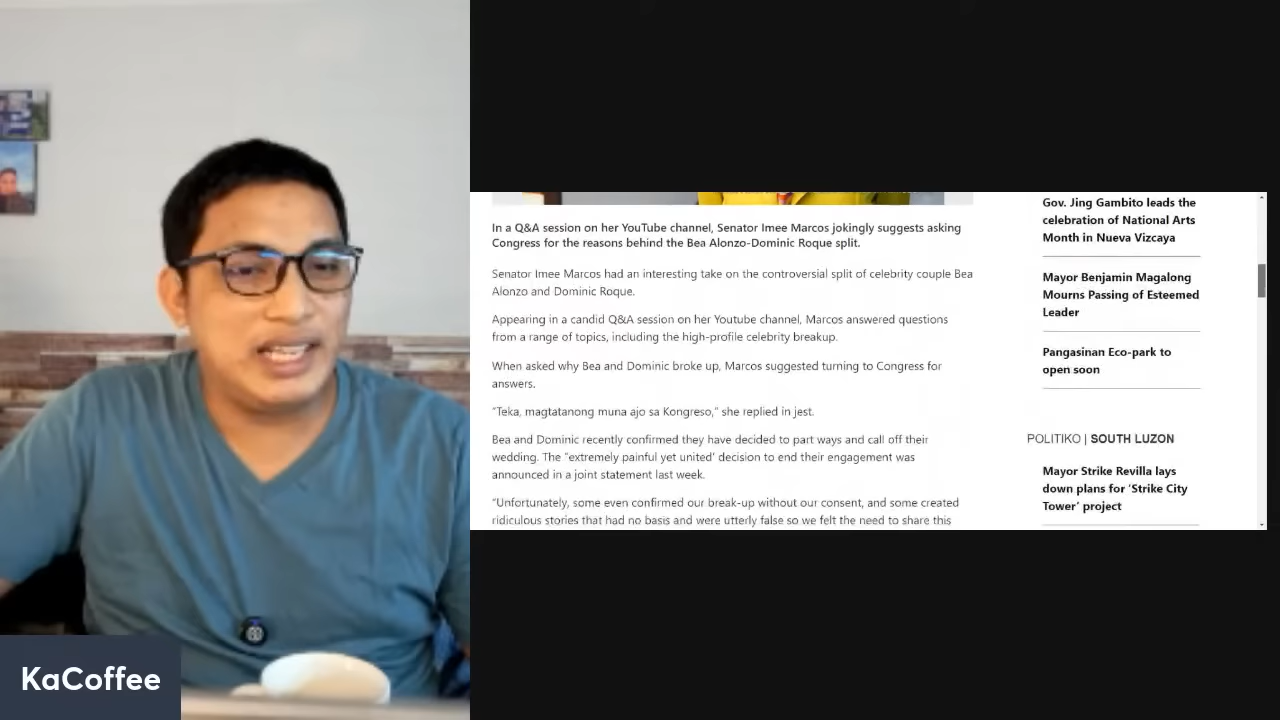 KaCoffee
In a Q&A session on her YouTube channel, Senator Imee Marcos jokingly suggests asking
Congress for the reasons behind the Bea Alonzo-Dominic Roque split.
Senator Imee Marcos had an interesting take on the controversial split of celebrity couple Bea
Alonzo and Dominic Roque.
Appearing in a candid Q&A session on her Youtube channel, Marcos answered questions
from a range of topics, including the high-profile celebrity breakup.
When asked why Bea and Dominic broke up, Marcos suggested turning to Congress for
answers.
“Teka, magtatanong muna ajo sa Kongreso,” she replied in jest.
Bea and Dominic recently confirmed they have decided to part ways and call off their
wedding. The “extremely painful yet united’ decision to end their engagement was
announced in a joint statement last week.
“Unfortunately, some even confirmed our break-up without our consent, and some created
ridiculous stories that had no basis and were utterly false so we felt the need to share this
Gov. Jing Gambito leads the
celebration of National Arts
Month in Nueva Vizcaya
Mayor Benjamin Magalong
Mourns Passing of Esteemed
Leader
Pangasinan Eco-park to
open soon
POLITIKO | SOUTH LUZON
Mayor Strike Revilla lays
down plans for ‘Strike City
Tower’ project